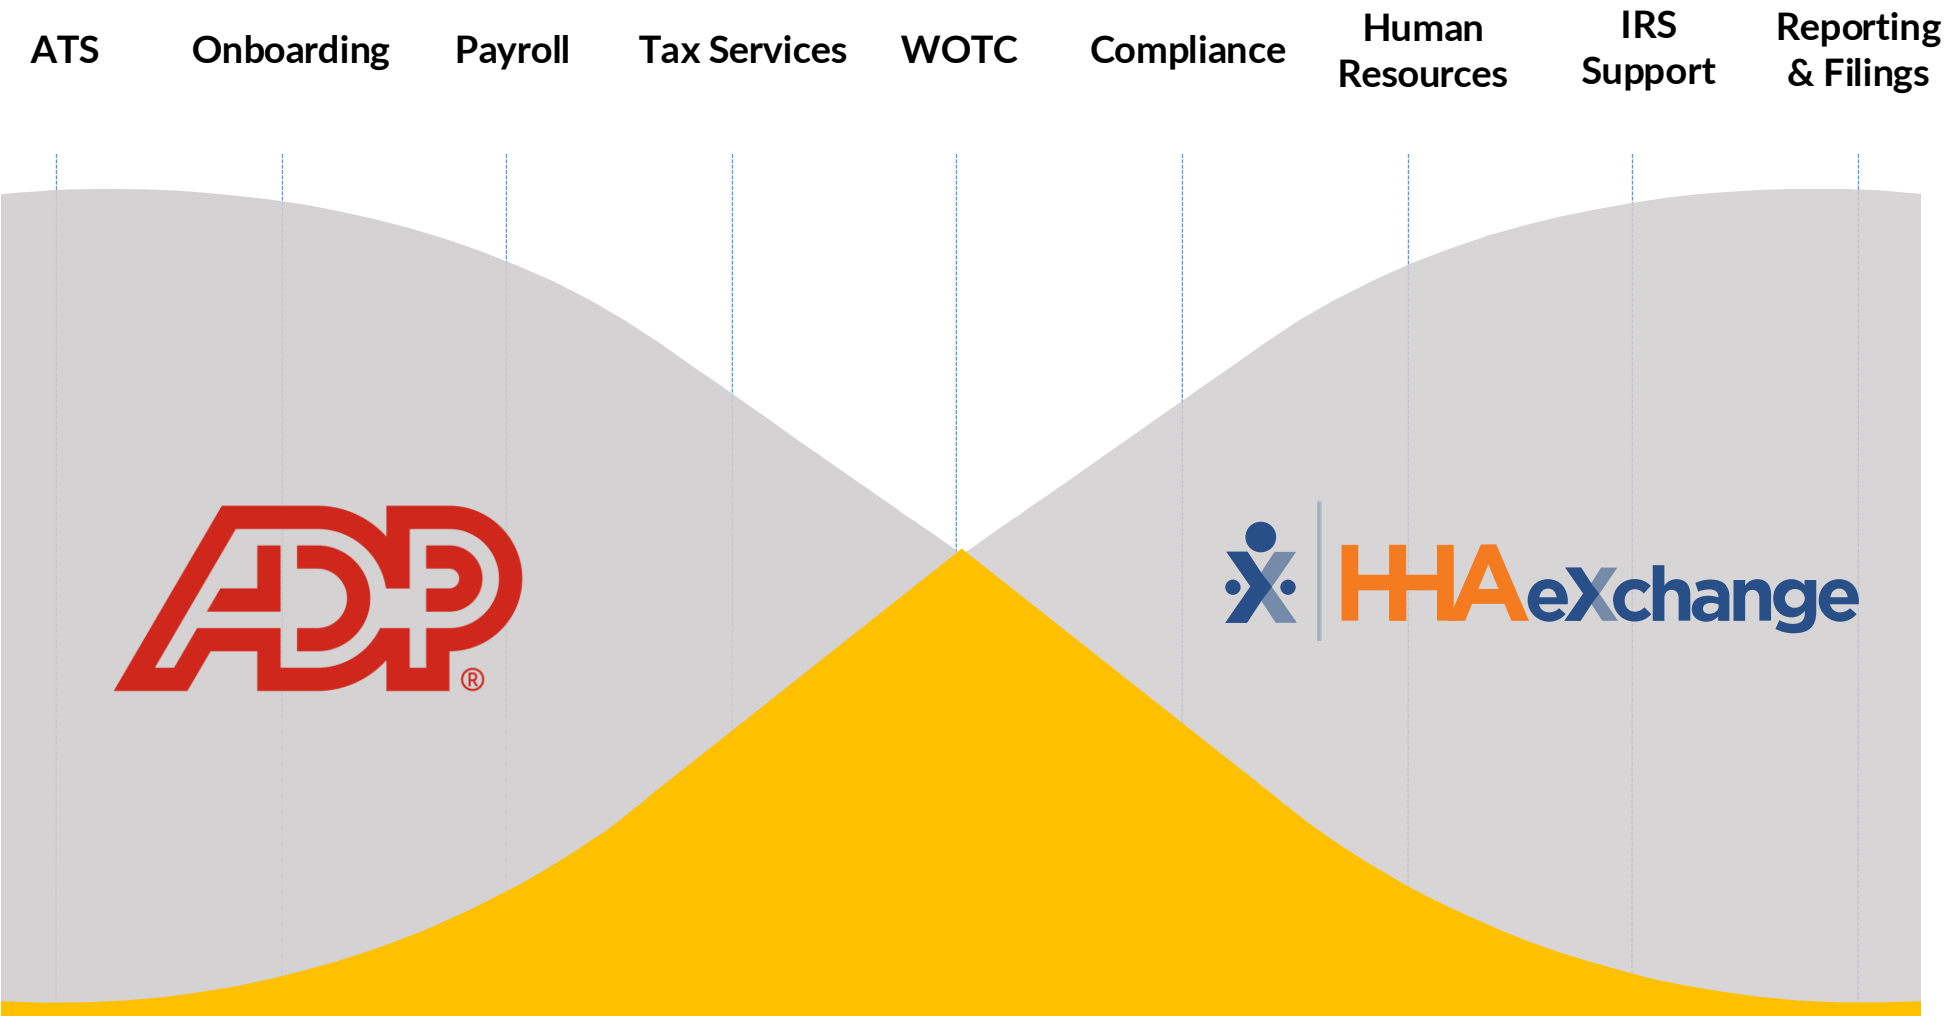 ATS
Onboarding
Payroll
Tax Services
WOTC
Compliance
Human
Resources
IRS
Support
Reporting
& Filings
ADP®
HHAeXchange